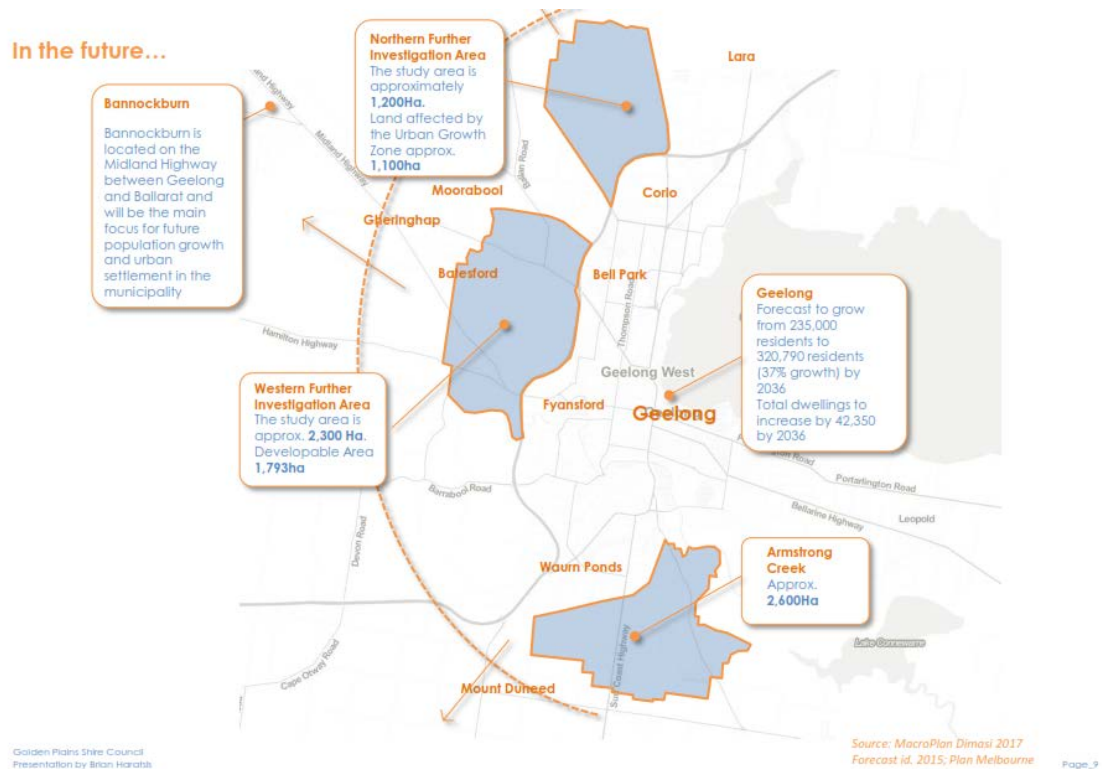 In the future…
Bannockburn
Bannockburn is
located on the
Midland Highway
between Geelong
and Ballarat and
will be the main
focus for future
population growth
and urban
settlement in the
municipality
Northern Further
Investigation Area
The study area is
approximately
1,200Ha.
Land affected by
the Urban Growth
Zone approx.
1,100ha
Lara
Midland Highway
Midland Highway
Ballan Road
Moorabool
Corio
Gheringhap
Batesford
Bell Park
Thompson Road
Hamilton Highway
Geelong West
Fyansford
Geelong
Geelong
Forecast to grow
from 235,000
residents to
320,790 residents
(37% growth) by
2036
Total dwellings to
increase by 42,350
by 2036
Western Further
Investigation Area
The study area is
approx. 2,300 Ha.
Developable Area
1,793ha
Barrabool Road
Road
Portarlington Road
Bellarine Highway
Leopold
Devon Road
Waurn Ponds
Armstrong
Creek
Approx.
2,600Ha
Surf Coast Highway
Lake Connewarre
Cape Otway Road
Mount Duneed
Golden Plains Shire Council
Presentation by Brian Haratsis
Source: MacroPlan Dimasi 2017
Forecast id. 2015; Plan Melbourne
Page_9